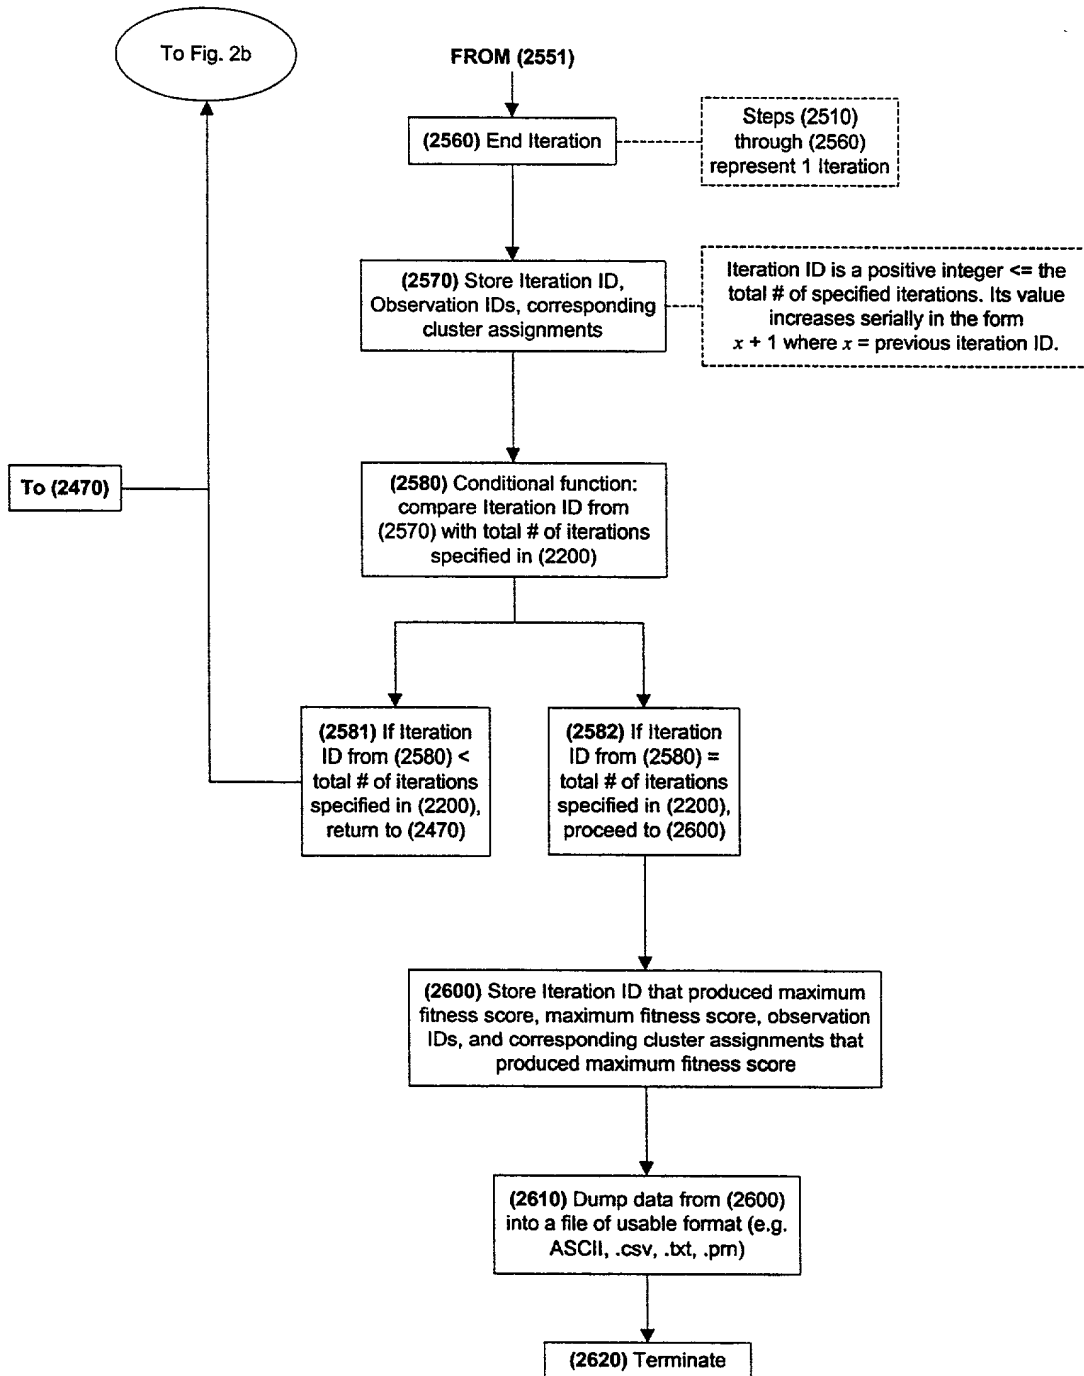 To Fig. 2b
FROM (2551)
(2560) End Iteration
Steps (2510)
through (2560)
represent 1 Iteration
(2570) Store Iteration ID,
Observation IDs, corresponding
cluster assignments
Iteration ID is a positive integer <= the
total # of specified iterations. Its value
increases serially in the form
x + 1 where x = previous iteration ID.
To (2470)
(2580) Conditional function:
compare Iteration ID from
(2570) with total # of iterations
specified in (2200)
(2581) If Iteration
ID from (2580) <
total # of iterations
specified in (2200),
return to (2470)
(2582) If Iteration
ID from (2580) =
total # of iterations
specified in (2200),
proceed to (2600)
(2600) Store Iteration ID that produced maximum
fitness score, maximum fitness score, observation
IDs, and corresponding cluster assignments that
produced maximum fitness score
(2610) Dump data from (2600)
into a file of usable format (e.g.
ASCII, .csv, .txt, .prn)
(2620) Terminate